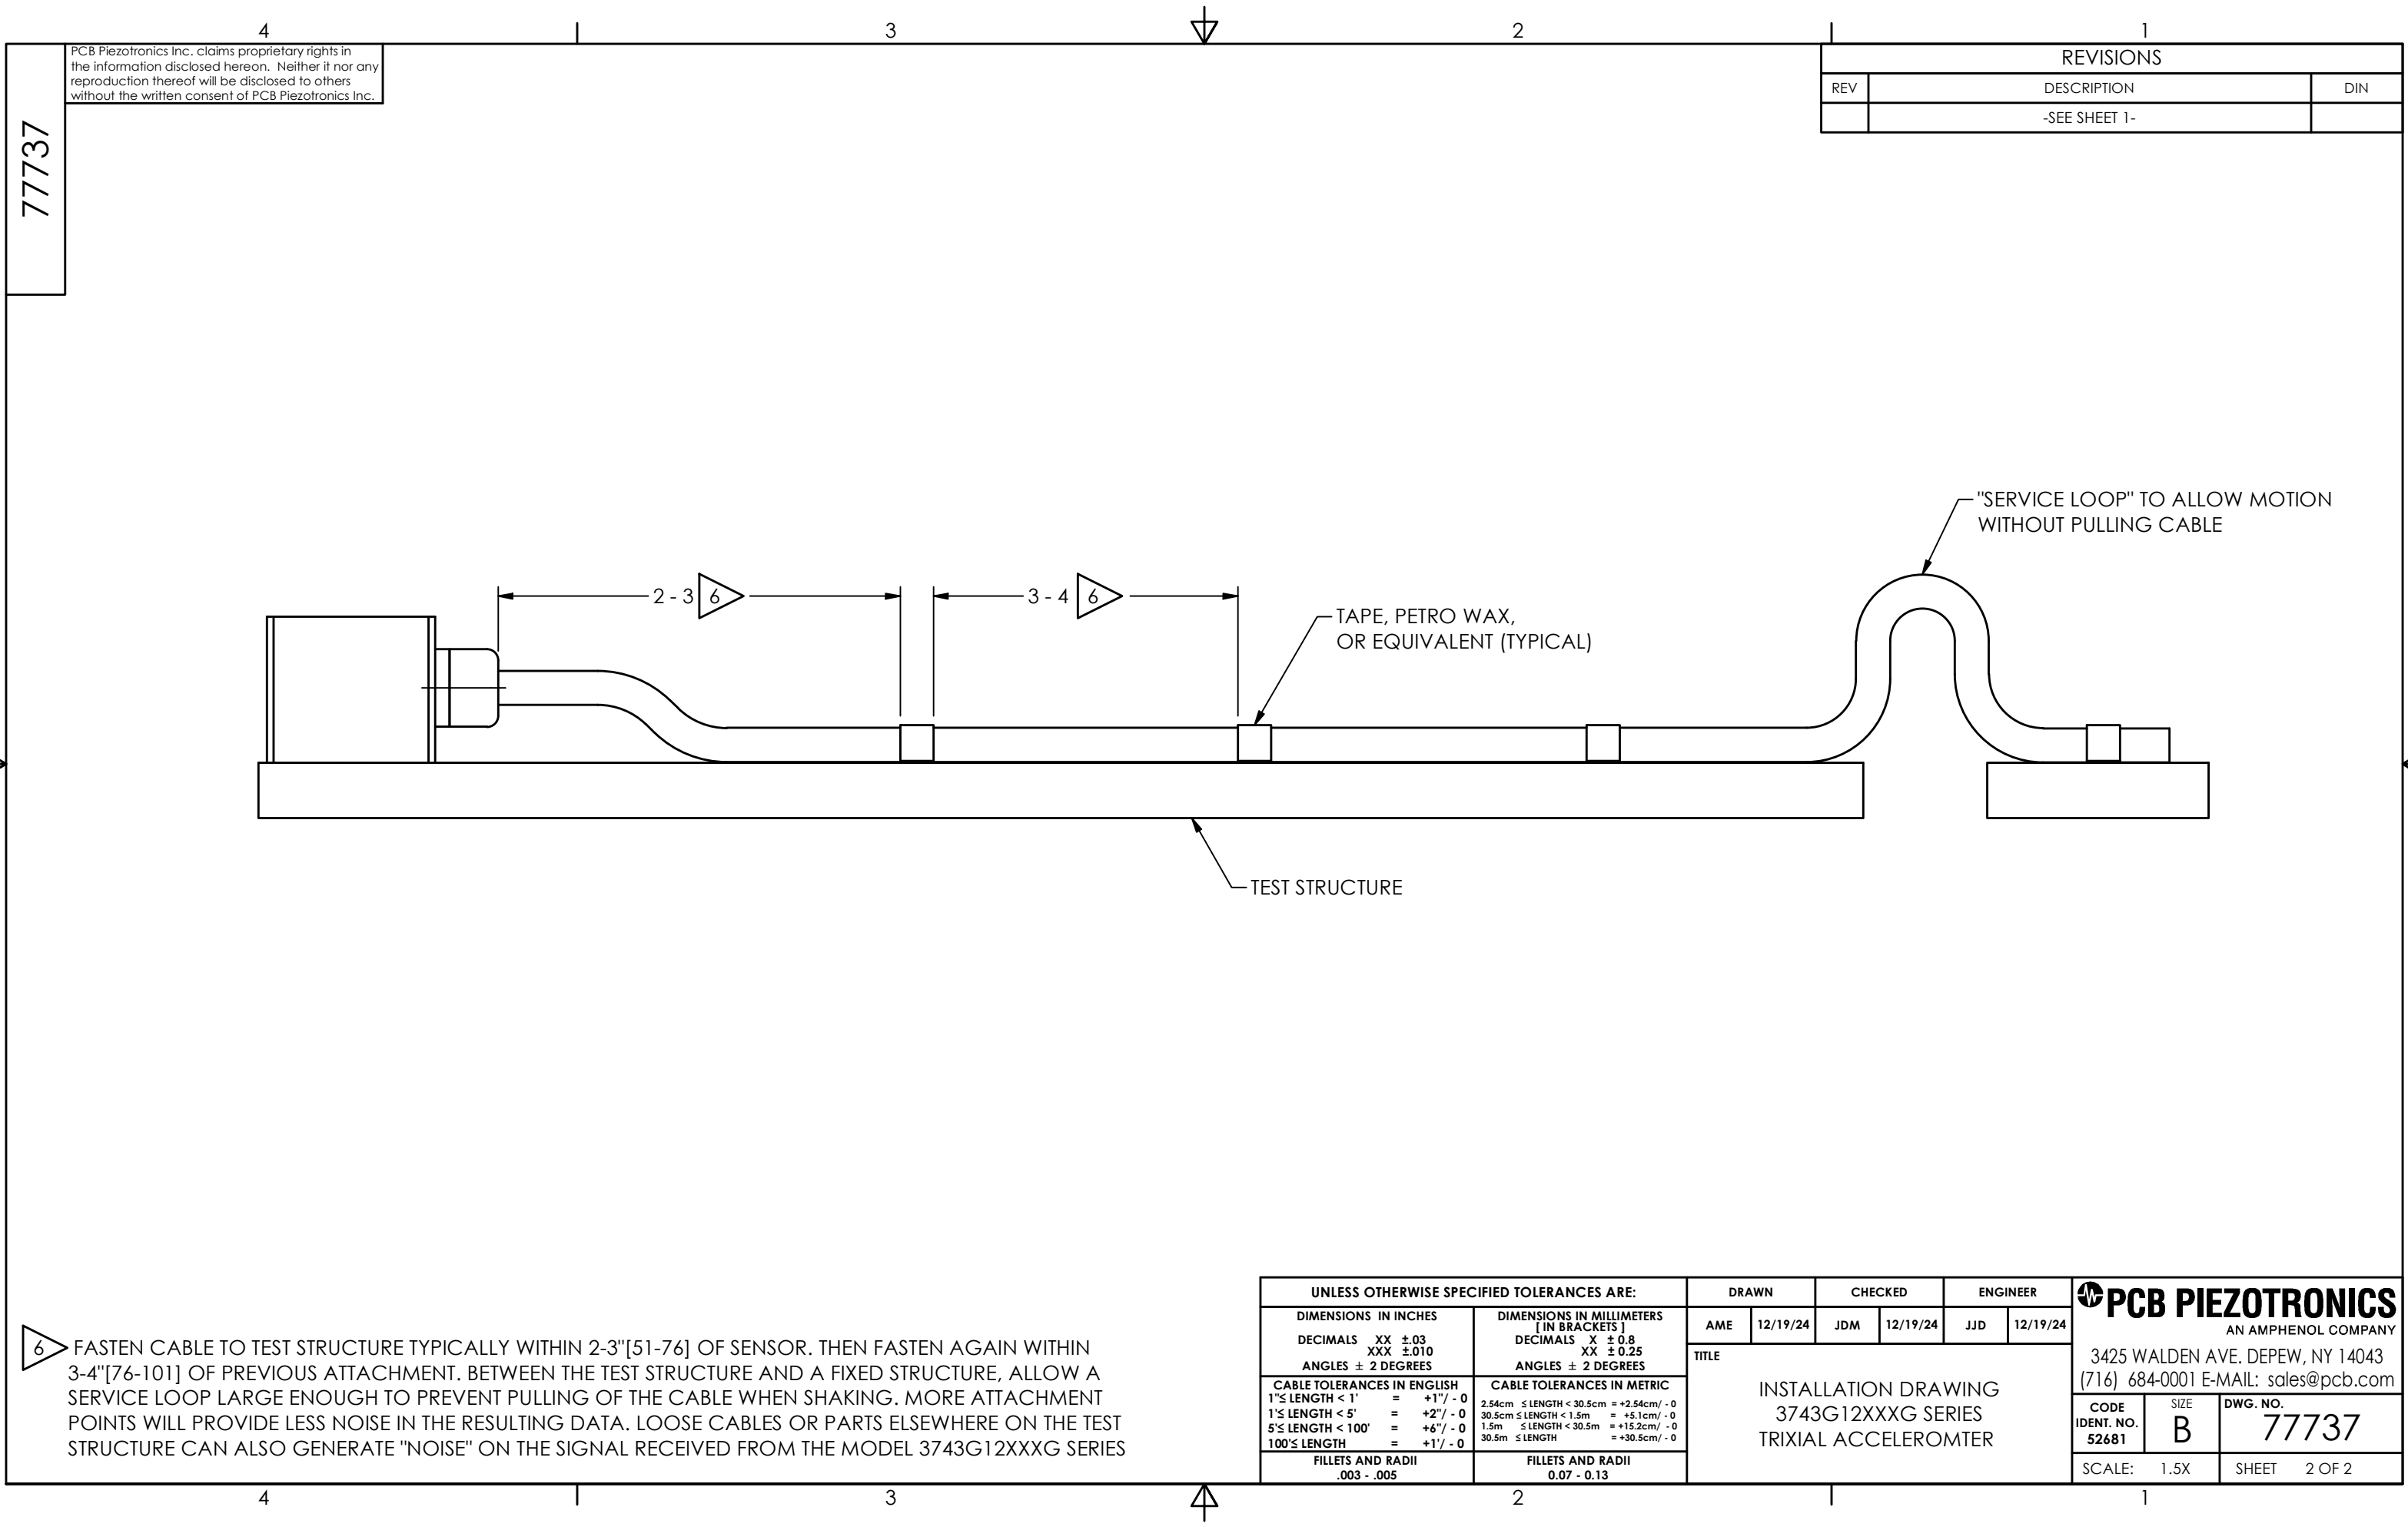 4 3 2 1
PCB Piezotronics Inc. claims proprietary rights in
the information disclosed hereon. Neither it nor any
reproduction thereof will be disclosed to others
without the written consent of PCB Piezotronics Inc.
77737
REVISIONS
REV DESCRIPTION DIN
-SEE SHEET 1-
"SERVICE LOOP" TO ALLOW MOTION
WITHOUT PULLING CABLE
2 - 3 6
3 - 4 6
TAPE, PETRO WAX,
OR EQUIVALENT (TYPICAL)
TEST STRUCTURE
6 FASTEN CABLE TO TEST STRUCTURE TYPICALLY WITHIN 2-3"[51-76] OF SENSOR. THEN FASTEN AGAIN WITHIN
3-4"[76-101] OF PREVIOUS ATTACHMENT. BETWEEN THE TEST STRUCTURE AND A FIXED STRUCTURE, ALLOW A
SERVICE LOOP LARGE ENOUGH TO PREVENT PULLING OF THE CABLE WHEN SHAKING. MORE ATTACHMENT
POINTS WILL PROVIDE LESS NOISE IN THE RESULTING DATA. LOOSE CABLES OR PARTS ELSEWHERE ON THE TEST
STRUCTURE CAN ALSO GENERATE "NOISE" ON THE SIGNAL RECEIVED FROM THE MODEL 3743G12XXXG SERIES
UNLESS OTHERWISE SPECIFIED TOLERANCES ARE:
DIMENSIONS IN INCHES
DECIMALS XX ±.03
XXX ±.010
ANGLES ± 2 DEGREES
DIMENSIONS IN MILLIMETERS
[ IN BRACKETS ]
DECIMALS X ± 0.8
XX ± 0.25
ANGLES ± 2 DEGREES
CABLE TOLERANCES IN ENGLISH
1"≤ LENGTH < 1' = +1"/ - 0
1'≤ LENGTH < 5' = +2"/ - 0
5'≤ LENGTH < 100' = +6"/ - 0
100'≤ LENGTH = +1'/ - 0
CABLE TOLERANCES IN METRIC
2.54cm ≤ LENGTH < 30.5cm = +2.54cm/ - 0
30.5cm ≤ LENGTH < 1.5m = +5.1cm/ - 0
1.5m ≤ LENGTH < 30.5m = +15.2cm/ - 0
30.5m ≤ LENGTH = +30.5cm/ - 0
FILLETS AND RADII
.003 - .005
FILLETS AND RADII
0.07 - 0.13
DRAWN CHECKED ENGINEER
AME 12/19/24 JDM 12/19/24 JJD 12/19/24
TITLE
INSTALLATION DRAWING
3743G12XXXG SERIES
TRIXIAL ACCELEROMTER
PCB PIEZOTRONICS
AN AMPHENOL COMPANY
3425 WALDEN AVE. DEPEW, NY 14043
(716) 684-0001 E-MAIL: sales@pcb.com
CODE
IDENT. NO.
52681
SIZE
B
DWG. NO.
77737
SCALE: 1.5X
SHEET 2 OF 2
4 3 2 1